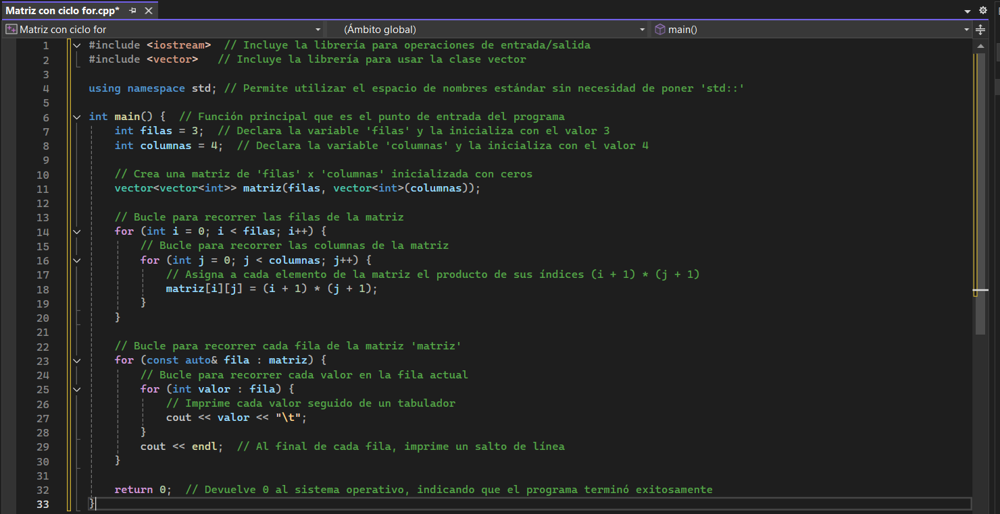 Matriz con ciclo for.cpp*
Matriz con ciclo for (Ámbito global) main()
1 #include <iostream>  // Incluye la librería para operaciones de entrada/salida
2 #include <vector>   // Incluye la librería para usar la clase vector
3
4 using namespace std; // Permite utilizar el espacio de nombres estándar sin necesidad de poner 'std::'
5
6 int main() {  // Función principal que es el punto de entrada del programa
7     int filas = 3;  // Declara la variable 'filas' y la inicializa con el valor 3
8     int columnas = 4;  // Declara la variable 'columnas' y la inicializa con el valor 4
9
10     // Crea una matriz de 'filas' x 'columnas' inicializada con ceros
11     vector<vector<int>> matriz(filas, vector<int>(columnas));
12
13     // Bucle para recorrer las filas de la matriz
14     for (int i = 0; i < filas; i++) {
15         // Bucle para recorrer las columnas de la matriz
16         for (int j = 0; j < columnas; j++) {
17             // Asigna a cada elemento de la matriz el producto de sus índices (i + 1) * (j + 1)
18             matriz[i][j] = (i + 1) * (j + 1);
19         }
20     }
21
22     // Bucle para recorrer cada fila de la matriz 'matriz'
23     for (const auto& fila : matriz) {
24         // Bucle para recorrer cada valor en la fila actual
25         for (int valor : fila) {
26             // Imprime cada valor seguido de un tabulador
27             cout << valor << "\t";
28         }
29         cout << endl;  // Al final de cada fila, imprime un salto de línea
30     }
31
32     return 0;  // Devuelve 0 al sistema operativo, indicando que el programa terminó exitosamente
33 }